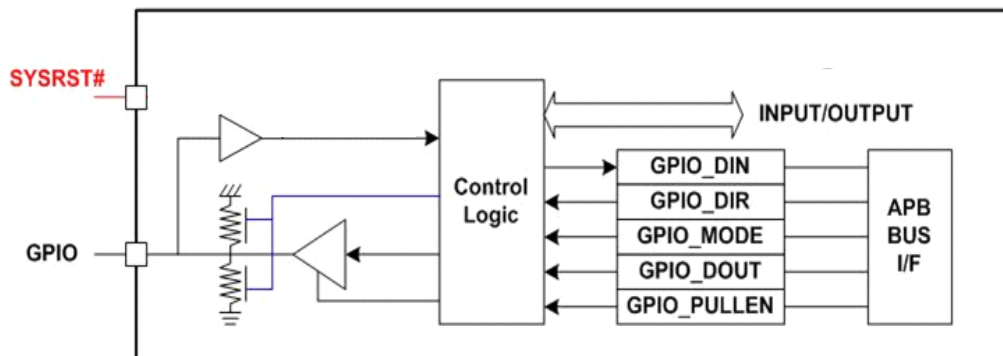 SYSRST#
INPUT/OUTPUT
GPIO_DIN
Control
Logic
GPIO_DIR
APB
BUS
I/F
GPIO_MODE
GPIO
GPIO_DOUT
GPIO_PULLEN